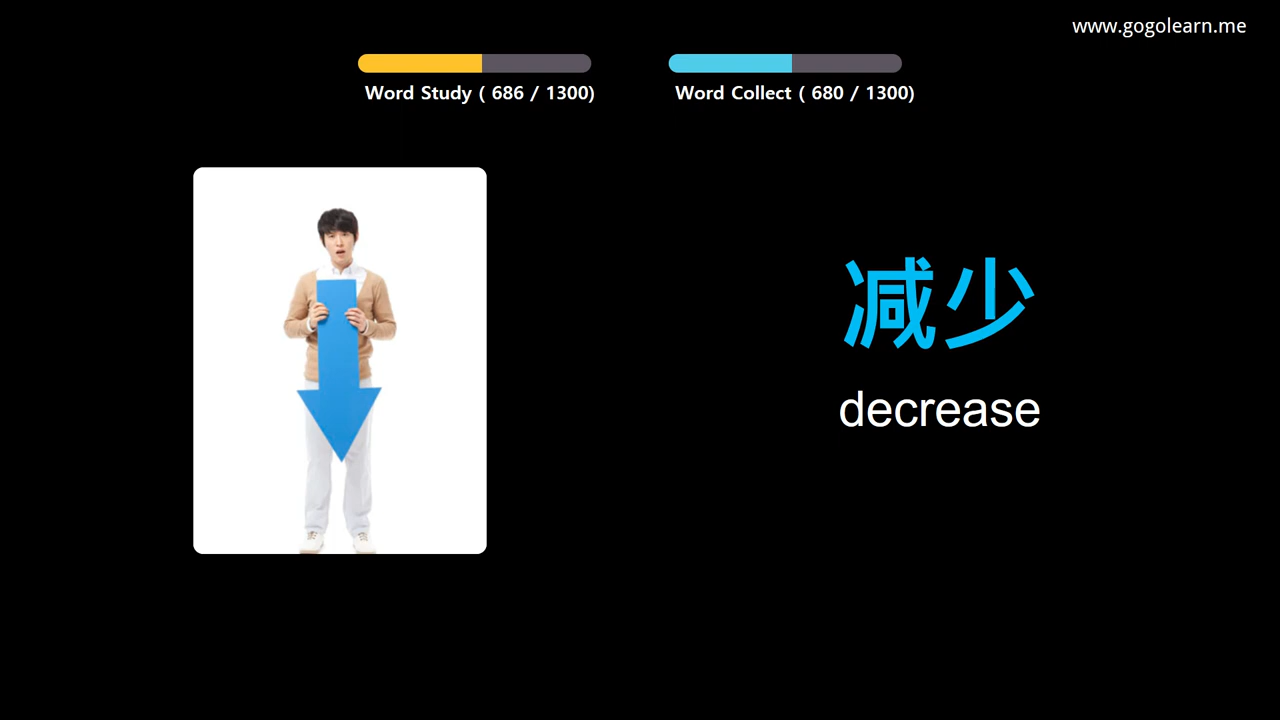 www.gogolearn.me
Word Study ( 686 / 1300)
Word Collect ( 680 / 1300)
减少
decrease